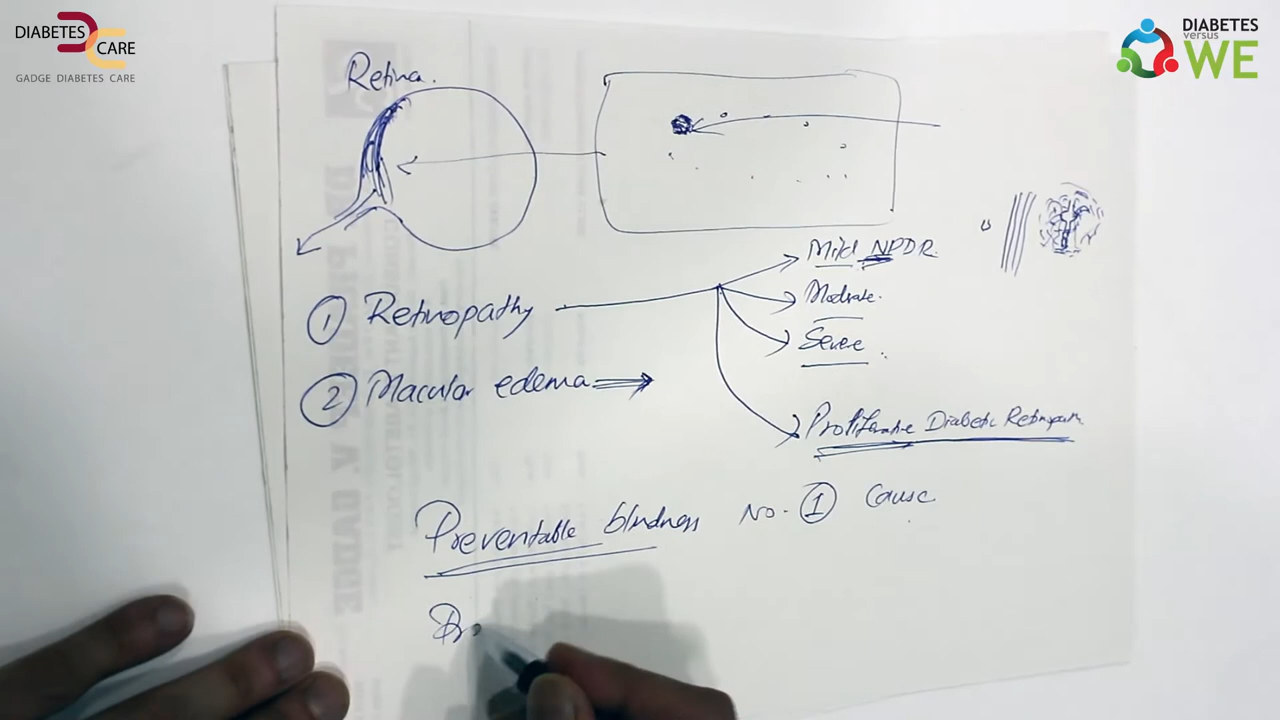 DIABETES CARE
GADGE DIABETES CARE
DIABETES
versus
WE
Retina.
Mild NPDR
Moderate.
Severe
① Retinopathy
② Macular edema
Proliferative Diabetic Retinopath
Preventable blindness No. ① Cause